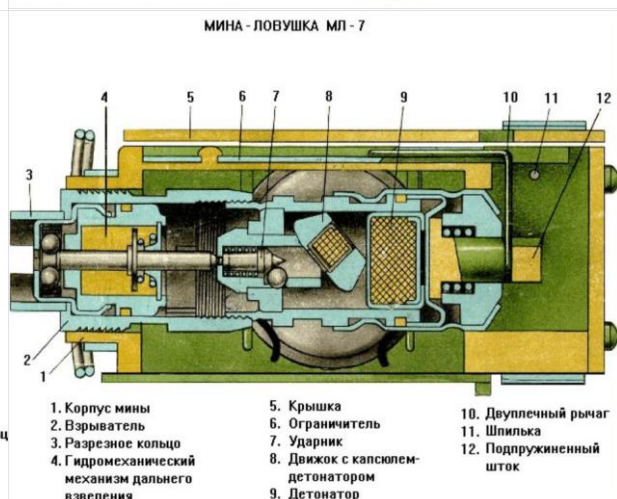 МИНА - ЛОВУШКА МЛ - 7
4
5
6
7
8
9
10
11
12
3
2
1
ц
1. Корпус мины
2. Взрыватель
3. Разрезное кольцо
4. Гидромеханический
механизм дальнего
взведения
5. Крышка
6. Ограничитель
7. Ударник
8. Движок с капсюлем-
детонатором
9. Детонатор
10. Двуплечный рычаг
11. Шпилька
12. Подпружиненный
шток